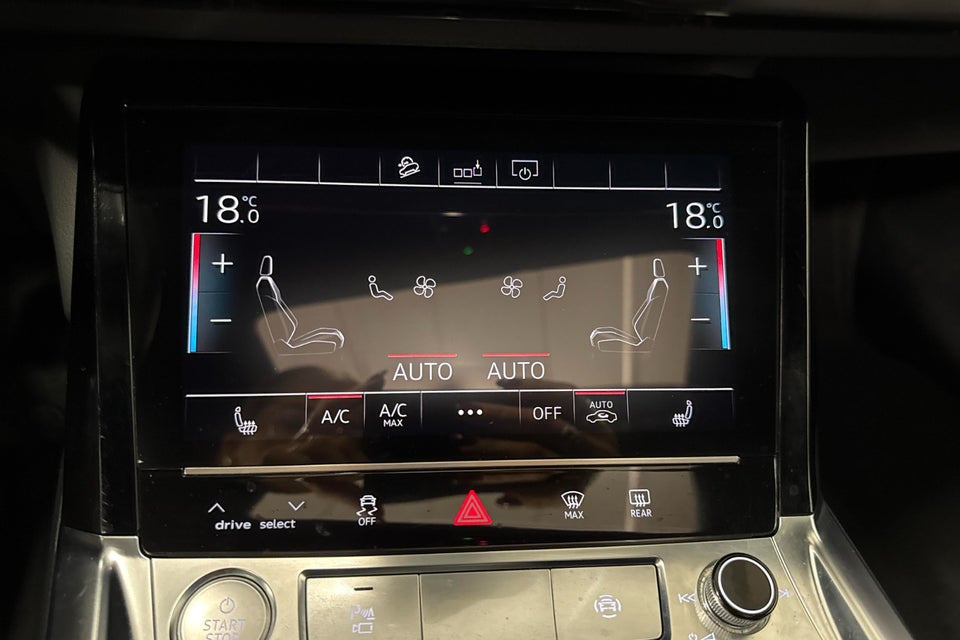 18.0 °C
18.0 °C
+
+
−
−
AUTO AUTO
A/C
A/C
MAX
OFF
AUTO
drive select
OFF
MAX
REAR
START
STOP